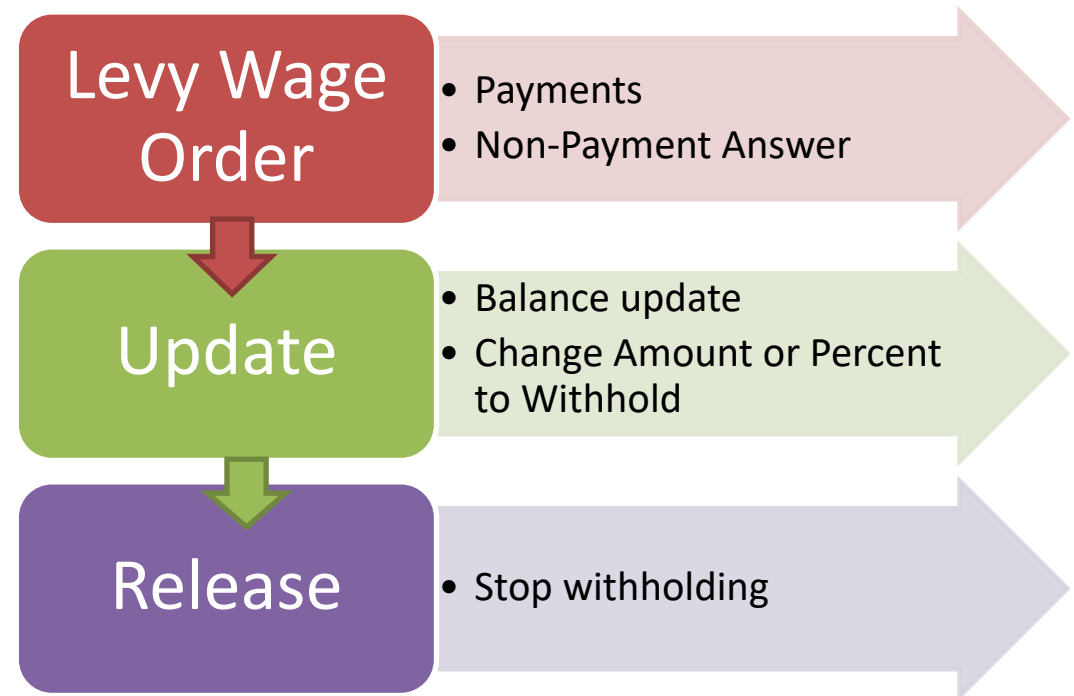 Levy Wage
Order
• Payments
• Non-Payment Answer
Update
• Balance update
• Change Amount or Percent
to Withhold
Release
• Stop withholding